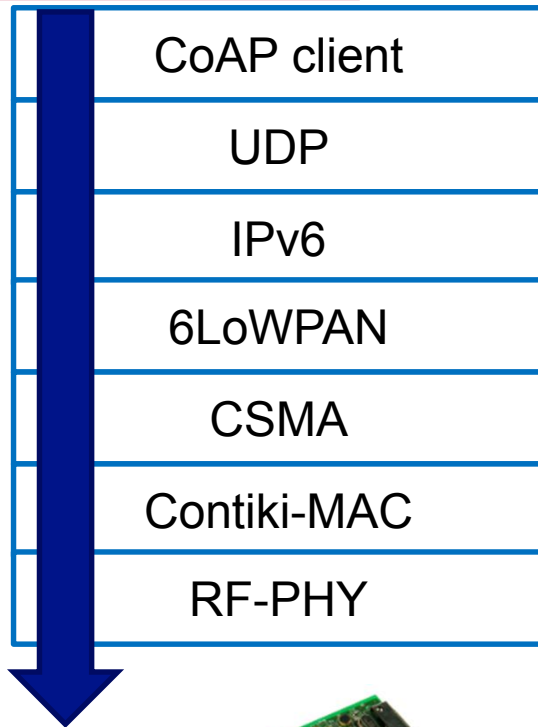 CoAP client
UDP
IPv6
6LoWPAN
CSMA
Contiki-MAC
RF-PHY